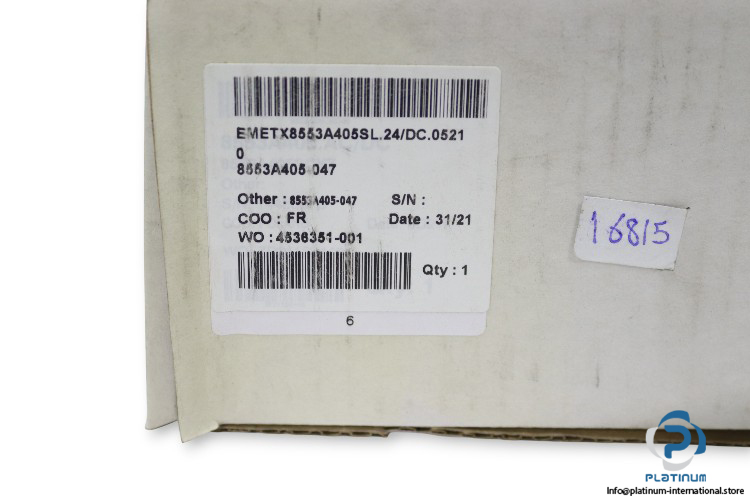 EMETX8553A405SL.24/DC.0521
0
8553A405-047
Other : 8553A405-047 S/N :
COO : FR Date : 31/21
WO : 4536351-001
Qty : 1
6
16815
PLATINUM
Info@platinum-international.store